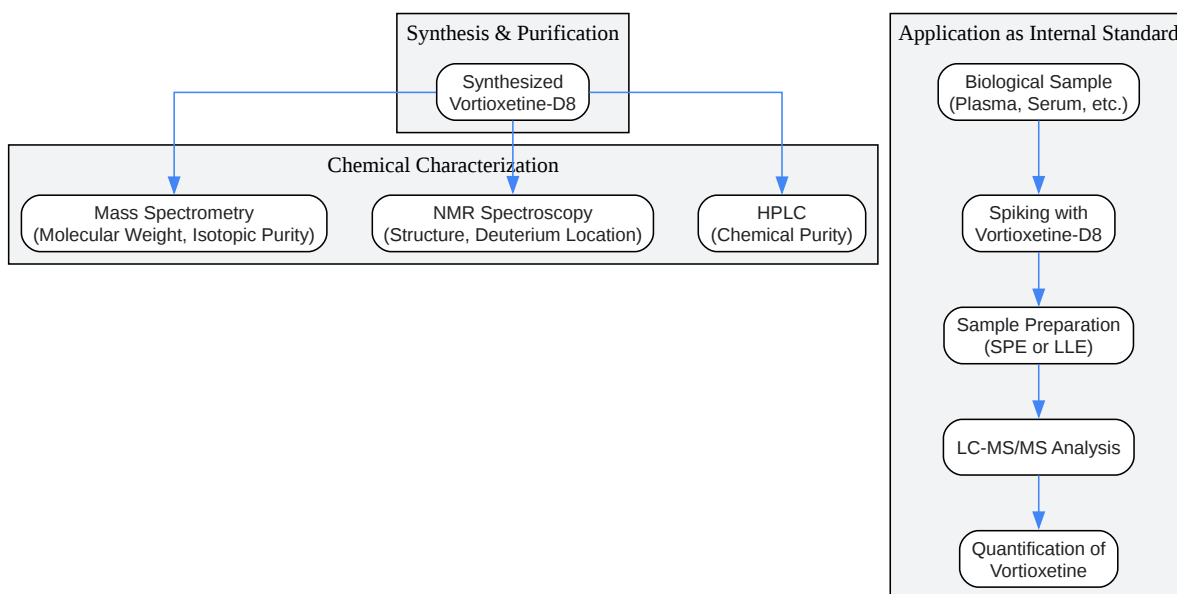 Synthesis & Purification
Synthesized
Vortioxetine-D8
Chemical Characterization
Mass Spectrometry
(Molecular Weight, Isotopic Purity)
NMR Spectroscopy
(Structure, Deuterium Location)
HPLC
(Chemical Purity)
Application as Internal Standard
Biological Sample
(Plasma, Serum, etc.)
Spiking with
Vortioxetine-D8
Sample Preparation
(SPE or LLE)
LC-MS/MS Analysis
Quantification of
Vortioxetine